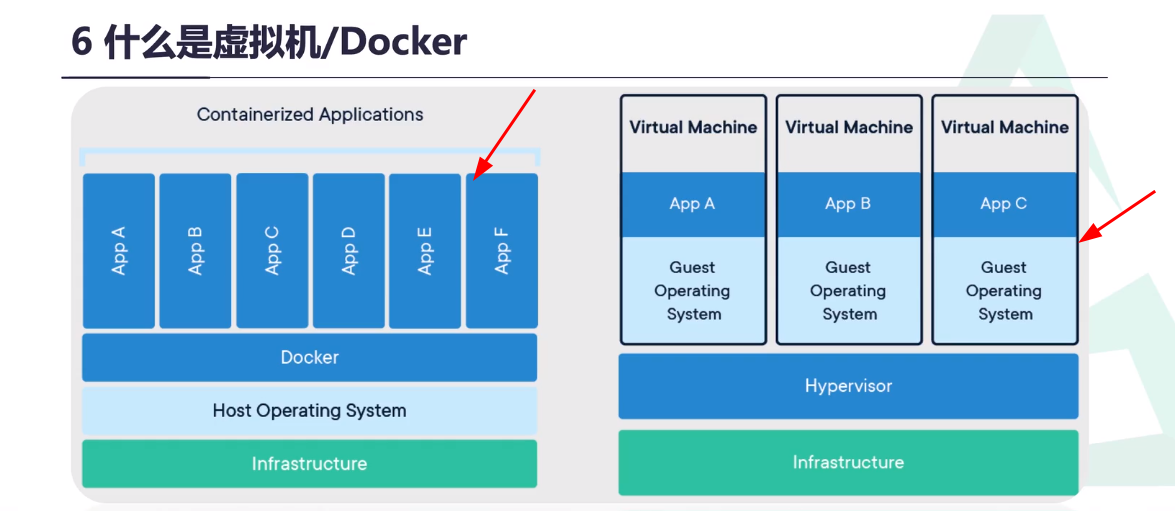 6 什么是虚拟机/Docker
Containerized Applications
App A
App B
App C
App D
App E
App F
Docker
Host Operating System
Infrastructure
Virtual Machine
App A
Guest
Operating
System
Virtual Machine
App B
Guest
Operating
System
Virtual Machine
App C
Guest
Operating
System
Hypervisor
Infrastructure